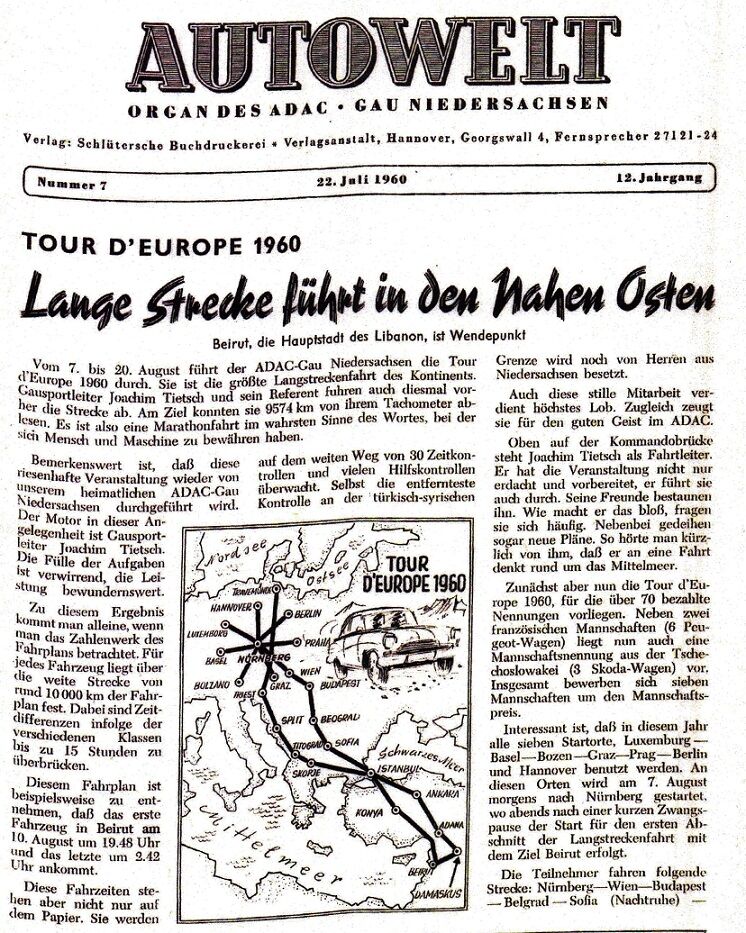 AUTOWELT
ORGAN DES ADAC • GAU NIEDERSACHSEN
Verlag: Schlütersche Buchdruckerei * Verlagsanstalt, Hannover, Georgswall 4, Fernsprecher 27121-24
Nummer 7 22. Juli 1960 12. Jahrgang
TOUR D'EUROPE 1960
Lange Strecke führt in den Nahen Osten
Beirut, die Hauptstadt des Libanon, ist Wendepunkt
Vom 7. bis 20. August führt der ADAC-Gau Niedersachsen die Tour
d'Europe 1960 durch. Sie ist die größte Langstreckenfahrt des Kontinents.
Gausportleiter Joachim Tietsch und sein Referent fuhren auch diesmal vor-
her die Strecke ab. Am Ziel konnten sie 9574 km von ihrem Tachometer ab-
lesen. Es ist also eine Marathonfahrt im wahrsten Sinne des Wortes, bei der
sich Mensch und Maschine zu bewähren haben.
Bemerkenswert ist, daß diese
riesenhafte Veranstaltung wieder von
unserem heimatlichen ADAC-Gau
Niedersachsen durchgeführt wird.
Der Motor in dieser An-
gelegenheit ist Gausport-
leiter Joachim Tietsch.
Die Fülle der Aufgaben
ist verwirrend, die Lei-
stung bewundernswert.
Zu diesem Ergebnis
kommt man alleine, wenn
man das Zahlenwerk des
Fahrplans betrachtet. Für
jedes Fahrzeug liegt über
die weite Strecke von
rund 10 000 km der Fahr-
plan fest. Dabei sind Zeit-
differenzen infolge der
verschiedenen Klassen
bis zu 15 Stunden zu
überbrücken.
Diesem Fahrplan ist
beispielsweise zu ent-
nehmen, daß das erste
Fahrzeug in Beirut am
10. August um 19.48 Uhr
und das letzte um 2.42
Uhr ankommt.
Diese Fahrzeiten ste-
hen aber nicht nur auf
dem Papier. Sie werden
auf dem weiten Weg von 30 Zeitkon-
trollen und vielen Hilfskontrollen
überwacht. Selbst die entfernteste
Kontrolle an der türkisch-syrischen
Nordsee
Ostsee
TOUR
D'EUROPE 1960
TRAVEMÜNDE
HANNOVER
BERLIN
LUXEMBURG
PRAHA
BASEL
NÜRNBERG
WIEN
BOLZANO
GRAZ
BUDAPEST
TRIEST
SPLIT
BEOGRAD
TITOGRAD
SOFIA
SKOPJE
Schwarzes Meer
ISTANBUL
ANKARA
KONYA
ADANA
Mittelmeer
BEIRUT
DAMASKUS
Grenze wird noch von Herren aus
Niedersachsen besetzt.
Auch diese stille Mitarbeit ver-
dient höchstes Lob. Zugleich zeugt
sie für den guten Geist im ADAC.
Oben auf der Kommandobrücke
steht Joachim Tietsch als Fahrtleiter.
Er hat die Veranstaltung nicht nur
erdacht und vorbereitet, er führt sie
auch durch. Seine Freunde bestaunen
ihn. Wie macht er das bloß, fragen
sie sich häufig. Nebenbei gedeihen
sogar neue Pläne. So hörte man kürz-
lich von ihm, daß er an eine Fahrt
denkt rund um das Mittelmeer.
Zunächst aber nun die Tour d'Eu-
rope 1960, für die über 70 bezahlte
Nennungen vorliegen. Neben zwei
französischen Mannschaften (6 Peu-
geot-Wagen) liegt nun auch eine
Mannschaftsnennung aus der Tsche-
choslowakei (3 Skoda-Wagen) vor.
Insgesamt bewerben sich sieben
Mannschaften um den Mannschafts-
preis.
Interessant ist, daß in diesem Jahr
alle sieben Startorte, Luxemburg—
Basel—Bozen—Graz—Prag—Berlin
und Hannover benutzt werden. An
diesen Orten wird am 7. August
morgens nach Nürnberg gestartet,
wo abends nach einer kurzen Zwangs-
pause der Start für den ersten Ab-
schnitt der Langstreckenfahrt mit
dem Ziel Beirut erfolgt.
Die Teilnehmer fahren folgende
Strecke: Nürnberg—Wien—Budapest
— Belgrad — Sofia (Nachtruhe) —